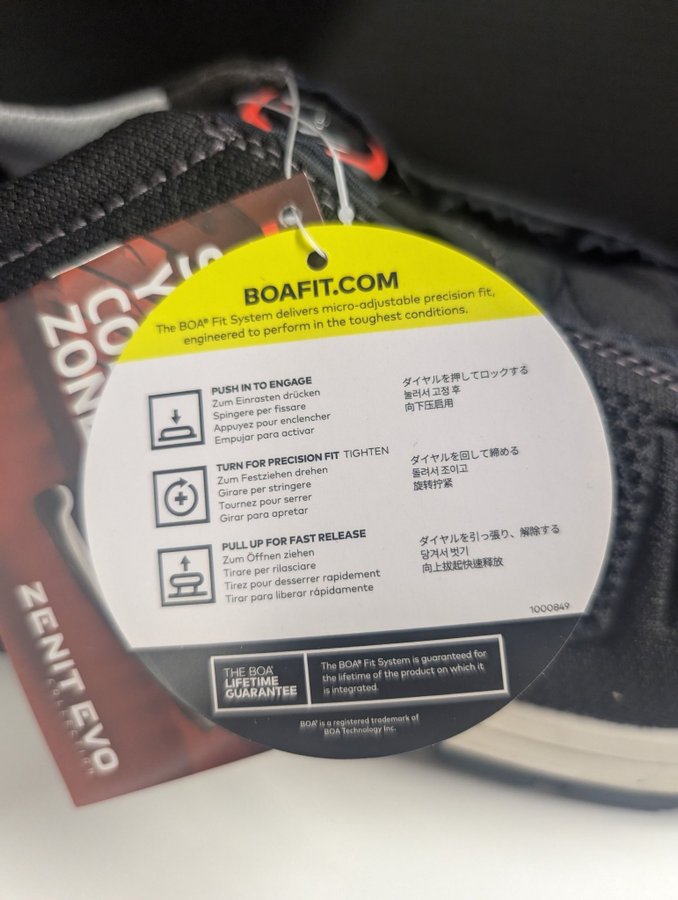 BOAFIT.COM
The BOA® Fit System delivers micro-adjustable precision fit,
engineered to perform in the toughest conditions.
PUSH IN TO ENGAGE
Zum Einrasten drücken
Spingere per fissare
Appuyez pour enclencher
Empujar para activar
ダイヤルを押してロックする
눌러서 고정 후
向下压启用
TURN FOR PRECISION FIT TIGHTEN
Zum Festziehen drehen
Girare per stringere
Tournez pour serrer
Girar para apretar
ダイヤルを回して締める
돌려서 조이고
旋转拧紧
PULL UP FOR FAST RELEASE
Zum Öffnen ziehen
Tirare per rilasciare
Tirez pour desserrer rapidement
Tirar para liberar rápidamente
ダイヤルを引っ張り、解除する
당겨서 벗기
向上拔起快速释放
1000849
THE BOA®
LIFETIME
GUARANTEE
The BOA® Fit System is guaranteed for
the lifetime of the product on which it
is integrated.
BOA® is a registered trademark of
BOA Technology Inc.
ZENIT EVO
COLLECTION